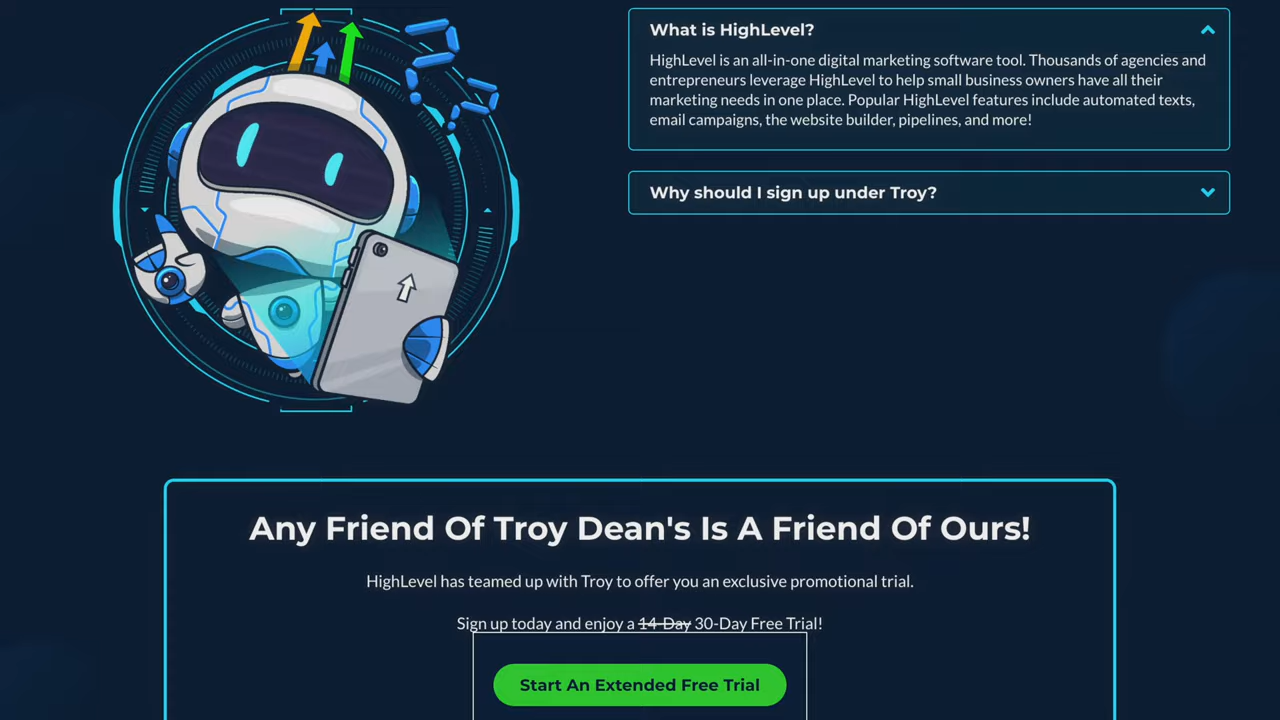 What is HighLevel?
HighLevel is an all-in-one digital marketing software tool. Thousands of agencies and
entrepreneurs leverage HighLevel to help small business owners have all their
marketing needs in one place. Popular HighLevel features include automated texts,
email campaigns, the website builder, pipelines, and more!
Why should I sign up under Troy?
Any Friend Of Troy Dean's Is A Friend Of Ours!
HighLevel has teamed up with Troy to offer you an exclusive promotional trial.
Sign up today and enjoy a 14-Day 30-Day Free Trial!
Start An Extended Free Trial